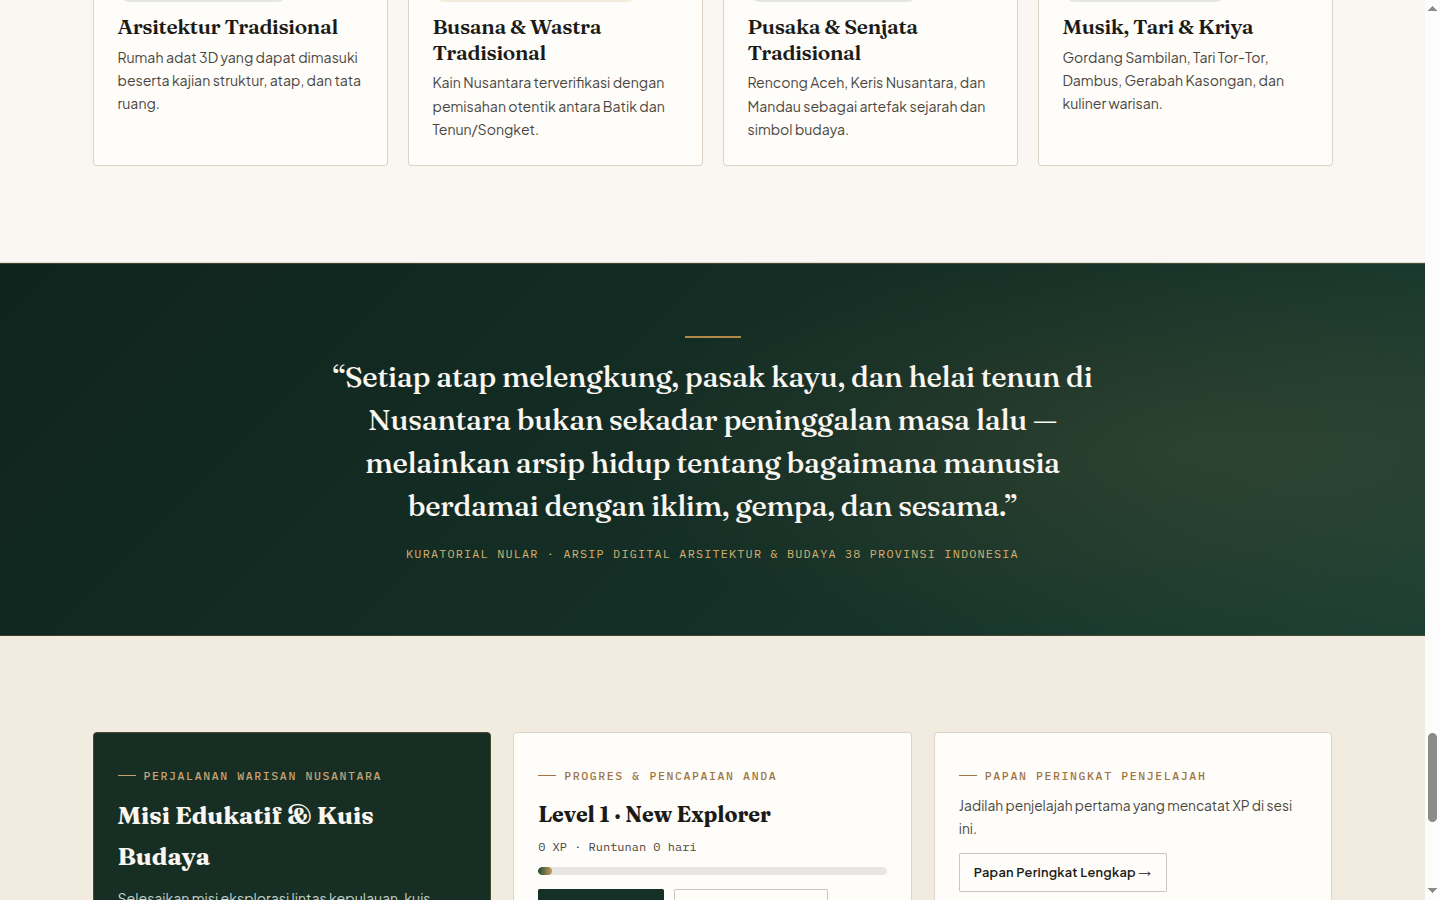 Arsitektur Tradisional
Rumah adat 3D yang dapat dimasuki
beserta kajian struktur, atap, dan tata
ruang.
Busana & Wastra
Tradisional
Kain Nusantara terverifikasi dengan
pemisahan otentik antara Batik dan
Tenun/Songket.
Pusaka & Senjata
Tradisional
Rencong Aceh, Keris Nusantara, dan
Mandau sebagai artefak sejarah dan
simbol budaya.
Musik, Tari & Kriya
Gordang Sambilan, Tari Tor-Tor,
Dambus, Gerabah Kasongan, dan
kuliner warisan.
“Setiap atap melengkung, pasak kayu, dan helai tenun di
Nusantara bukan sekadar peninggalan masa lalu —
melainkan arsip hidup tentang bagaimana manusia
berdamai dengan iklim, gempa, dan sesama.”
KURATORIAL NULAR · ARSIP DIGITAL ARSITEKTUR & BUDAYA 38 PROVINSI INDONESIA
PERJALANAN WARISAN NUSANTARA
Misi Edukatif & Kuis
Budaya
Selesaikan misi eksplorasi lintas kepulauan, kuis
PROGRES & PENCAPAIAN ANDA
Level 1 · New Explorer
0 XP · Runtunan 0 hari
PAPAN PERINGKAT PENJELAJAH
Jadilah penjelajah pertama yang mencatat XP di sesi
ini.
Papan Peringkat Lengkap →